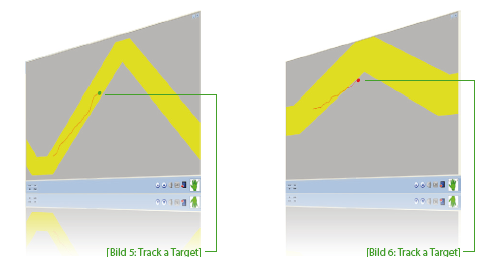 [Bild 5: Track a Target]
[Bild 6: Track a Target]